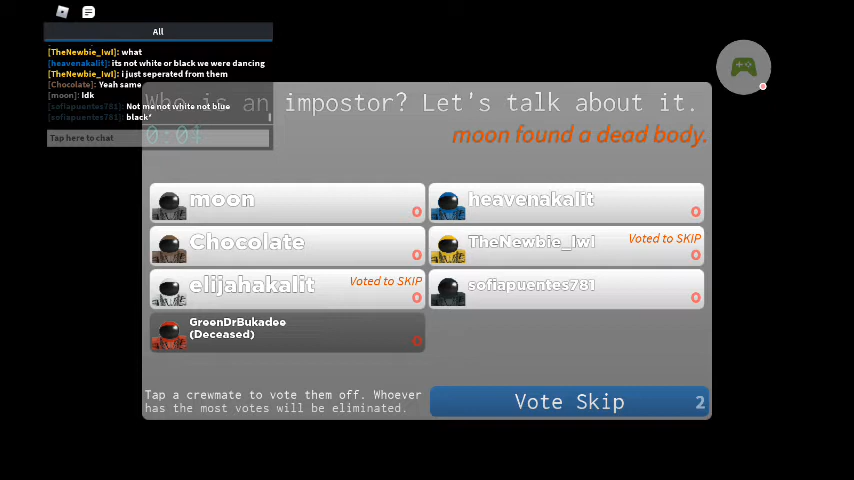 All
[TheNewbie_lwl]: what
[heavenakalit]: its not white or black we were dancing
[TheNewbie_lwl]: i just seperated from them
[Chocolate]: Yeah same
[moon]: Idk
[sofiapuentes781]: Not me not white not blue
[sofiapuentes781]: black*
Tap here to chat
Who is an impostor? Let's talk about it.
0:04
moon found a dead body.
moon
0
heavenakalit
0
Chocolate
0
TheNewbie_lwl
Voted to SKIP
0
elijahakalit
Voted to SKIP
0
sofiapuentes781
0
GreenDrBukadee
(Deceased)
0
Tap a crewmate to vote them off. Whoever
has the most votes will be eliminated.
Vote Skip 2